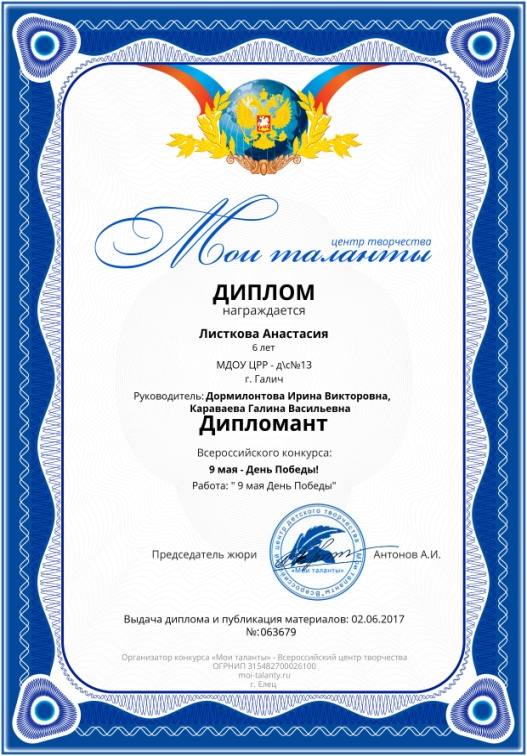 центр творчества
Мои таланты
ДИПЛОМ
награждается
Листкова Анастасия
6 лет
МДОУ ЦРР - д\с№13
г. Галич
Руководитель: Дормилонтова Ирина Викторовна,
Караваева Галина Васильевна
Дипломант
Всероссийского конкурса:
9 мая - День Победы!
Работа: " 9 мая День Победы"
Председатель жюри
«Мои таланты»
Антонов А.И.
Выдача диплома и публикация материалов: 02.06.2017
№:063679
Организатор конкурса «Мои таланты» - Всероссийский центр творчества
ОГРНИП 315482700026100
moi-talanty.ru
г. Елец